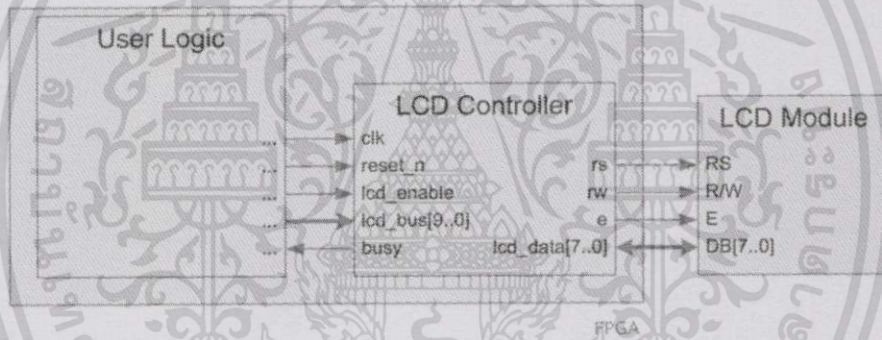 User Logic
LCD Controller
LCD Module
... clk
... reset_n rs RS
... lcd_enable rw R/W
... lcd_bus[9..0] e E
... busy lcd_data[7..0] DB[7..0]
FPGA